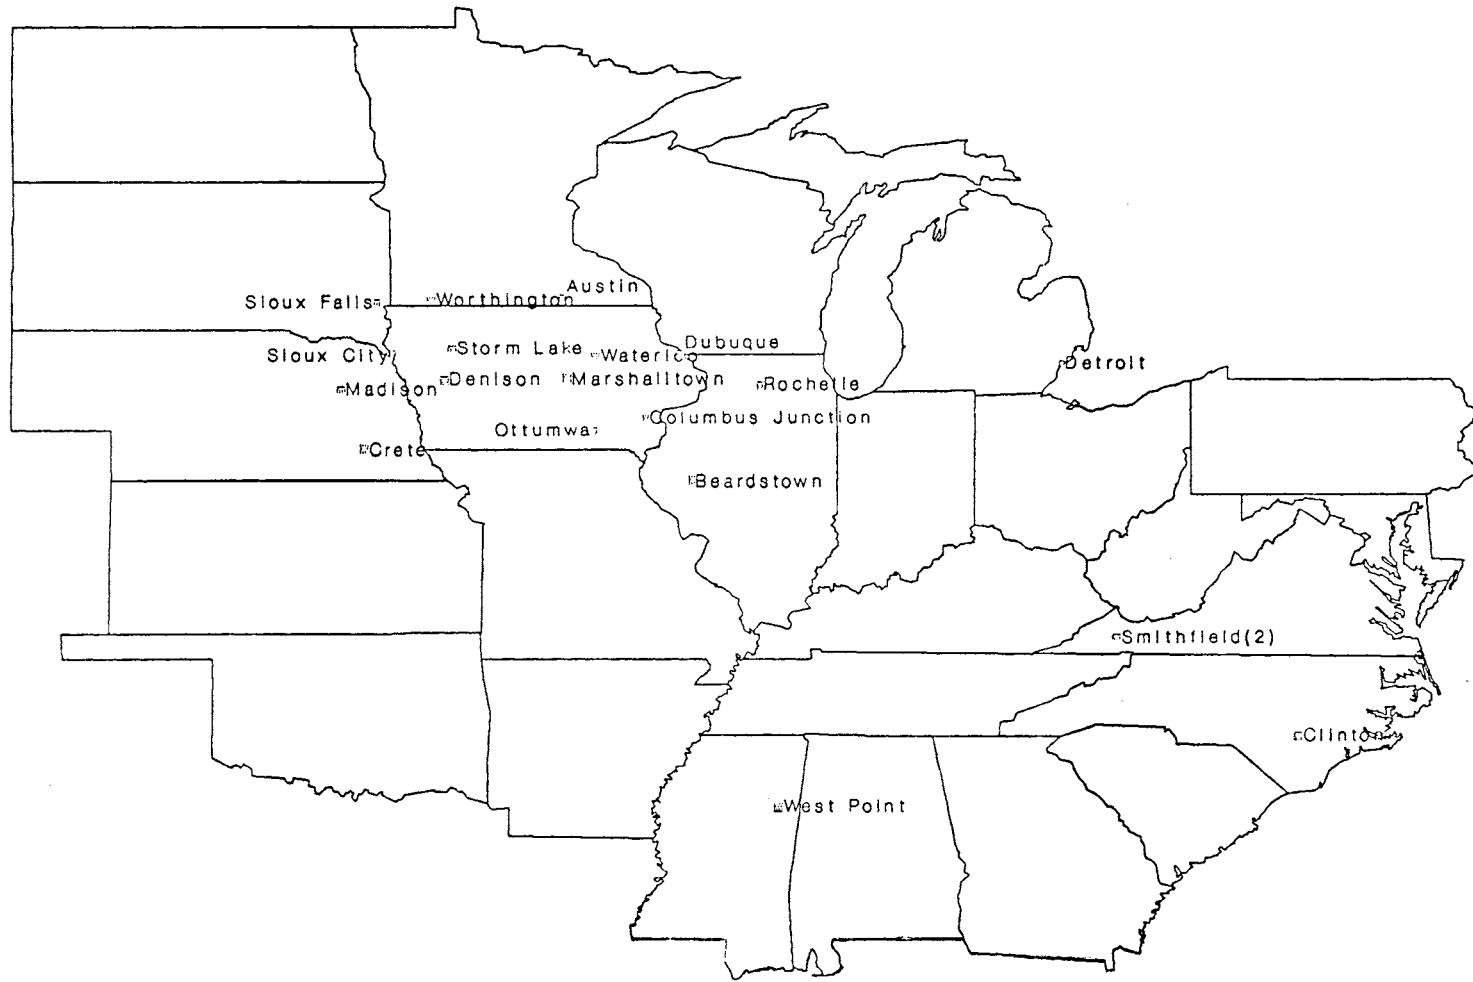 Austin
Sioux Falls
Worthington
Dubuque
Storm Lake
Waterloo
Sioux City
Detroit
Denison
Marshalltown
Rochelle
Madison
Columbus Junction
Ottumwa
Crete
Beardstown
Smithfield(2)
Clinton
West Point